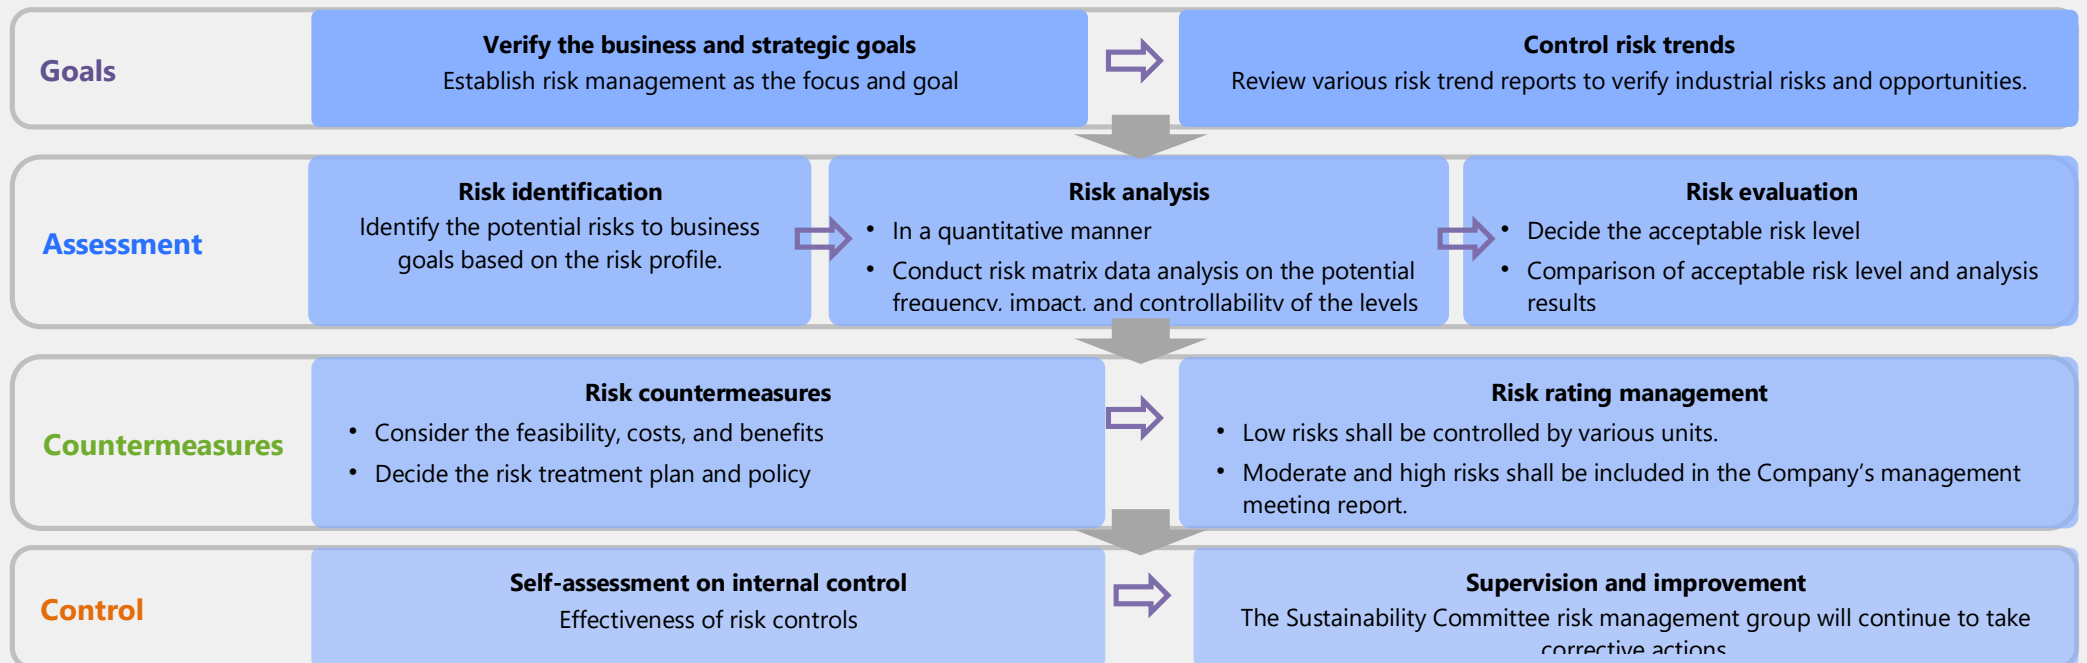 Goals
Verify the business and strategic goals
Establish risk management as the focus and goal
Control risk trends
Review various risk trend reports to verify industrial risks and opportunities.
Assessment
Risk identification
Identify the potential risks to business
goals based on the risk profile.
Risk analysis
• In a quantitative manner
• Conduct risk matrix data analysis on the potential
frequency, impact, and controllability of the levels
Risk evaluation
• Decide the acceptable risk level
• Comparison of acceptable risk level and analysis
results
Countermeasures
Risk countermeasures
• Consider the feasibility, costs, and benefits
• Decide the risk treatment plan and policy
Risk rating management
• Low risks shall be controlled by various units.
• Moderate and high risks shall be included in the Company’s management
meeting report.
Control
Self-assessment on internal control
Effectiveness of risk controls
Supervision and improvement
The Sustainability Committee risk management group will continue to take
corrective actions